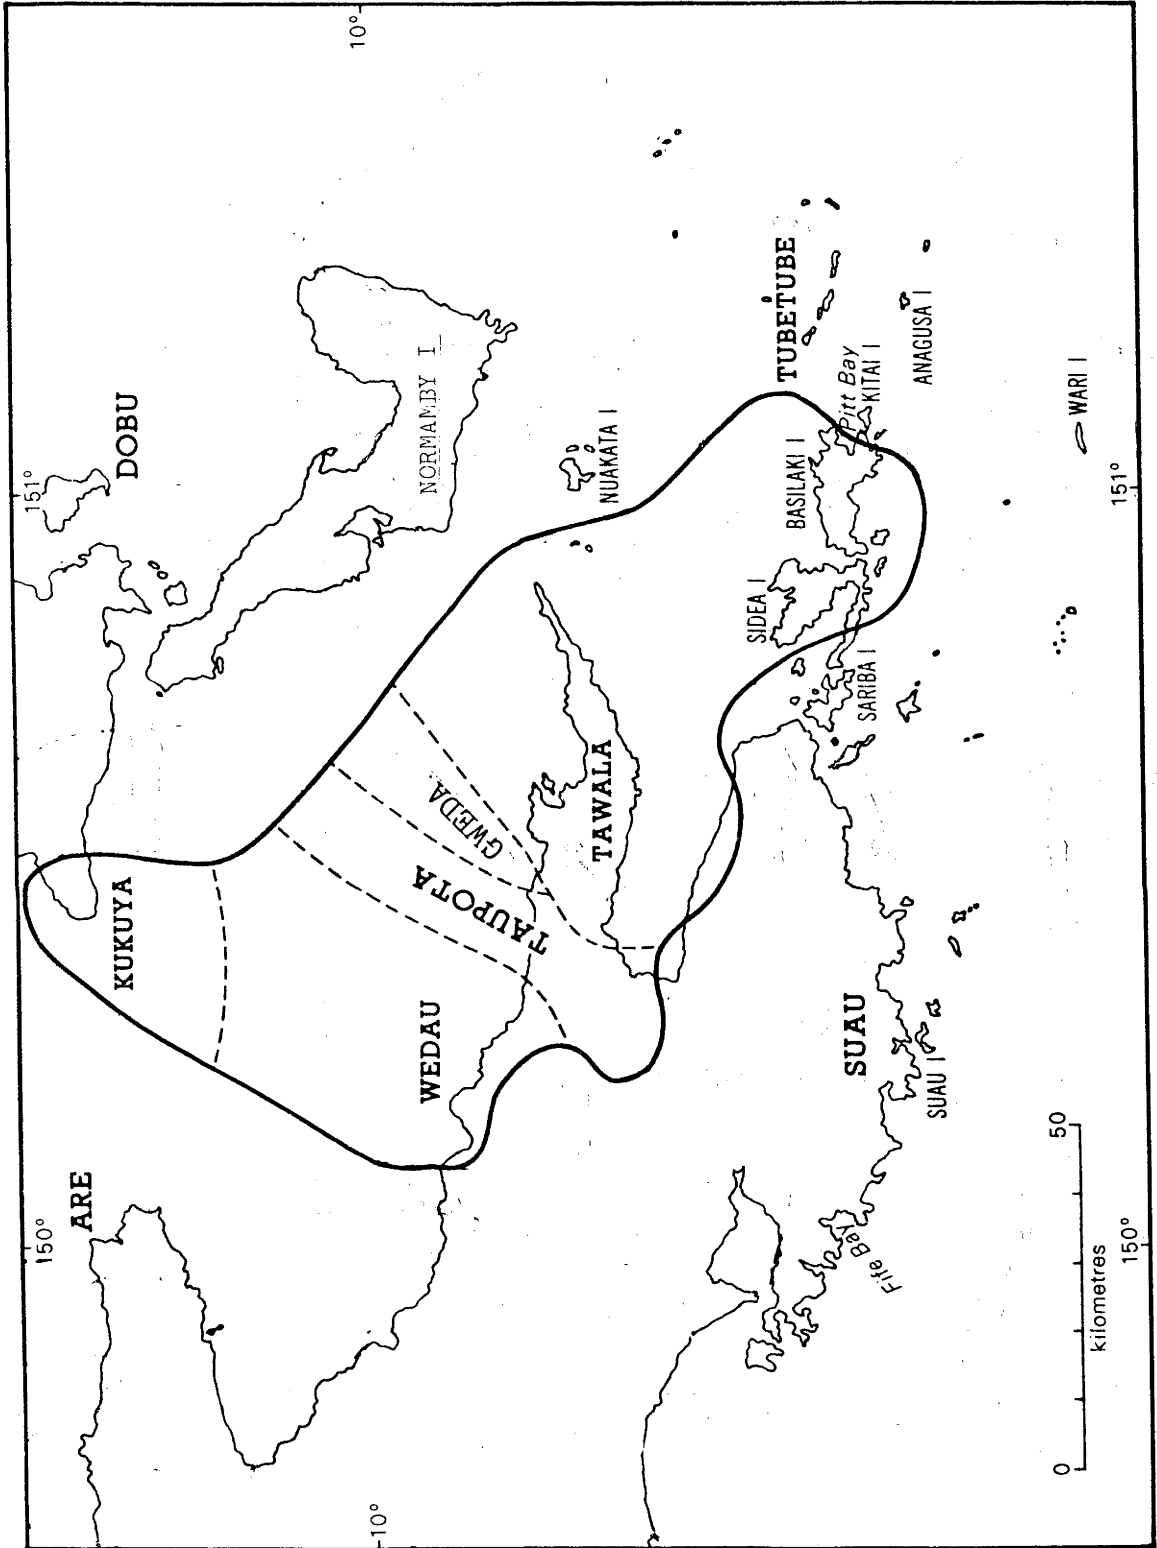 150°
151°
10°
10°
ARE
DOBU
KUKUYA
NORMAMBY I
WEDAU
TAUPOTA
GWEDA
NUAKATA I
TAWALA
SIDEA I
BASILAKI I
TUBETUBE
Pitt Bay
KITAI I
SARIBA I
ANAGUSA I
SUAU
SUAU I
Fife Bay
WARI I
0
50
kilometres
150°
151°